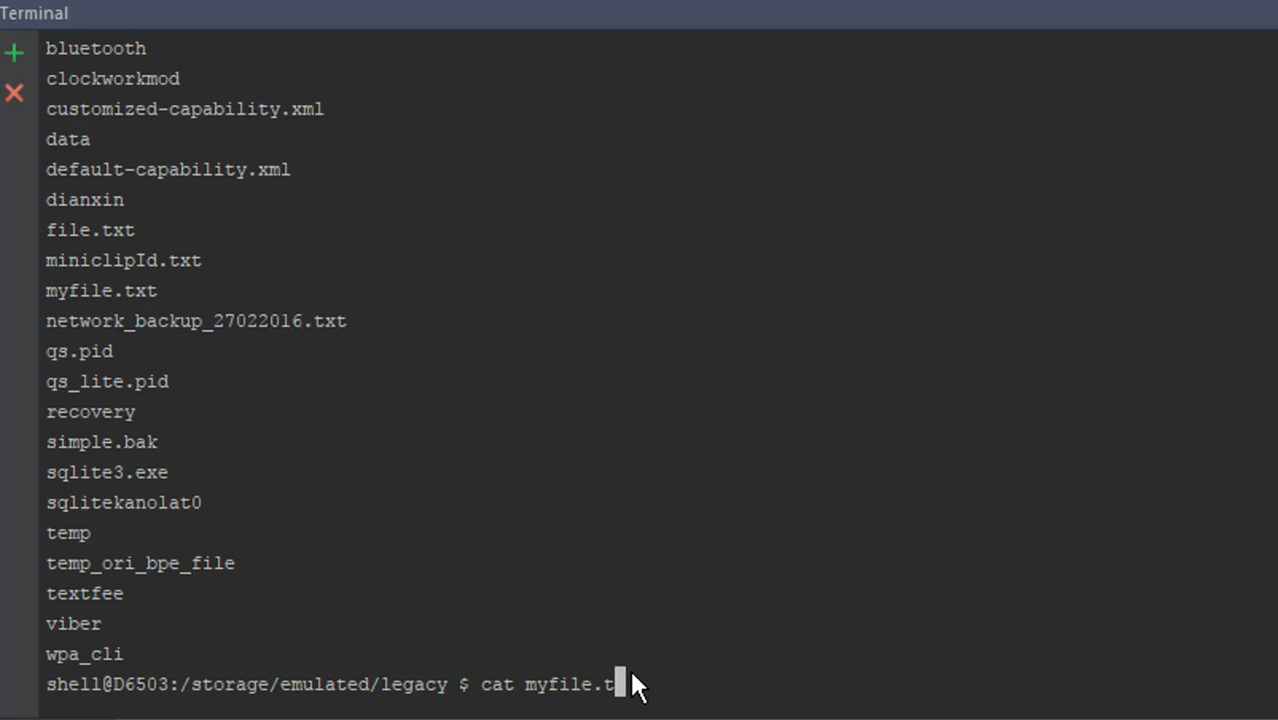 Terminal
bluetooth
clockworkmod
customized-capability.xml
data
default-capability.xml
dianxin
file.txt
miniclipId.txt
myfile.txt
network_backup_27022016.txt
qs.pid
qs_lite.pid
recovery
simple.bak
sqlite3.exe
sqlitekanolat0
temp
temp_ori_bpe_file
textfee
viber
wpa_cli
shell@D6503:/storage/emulated/legacy $ cat myfile.t